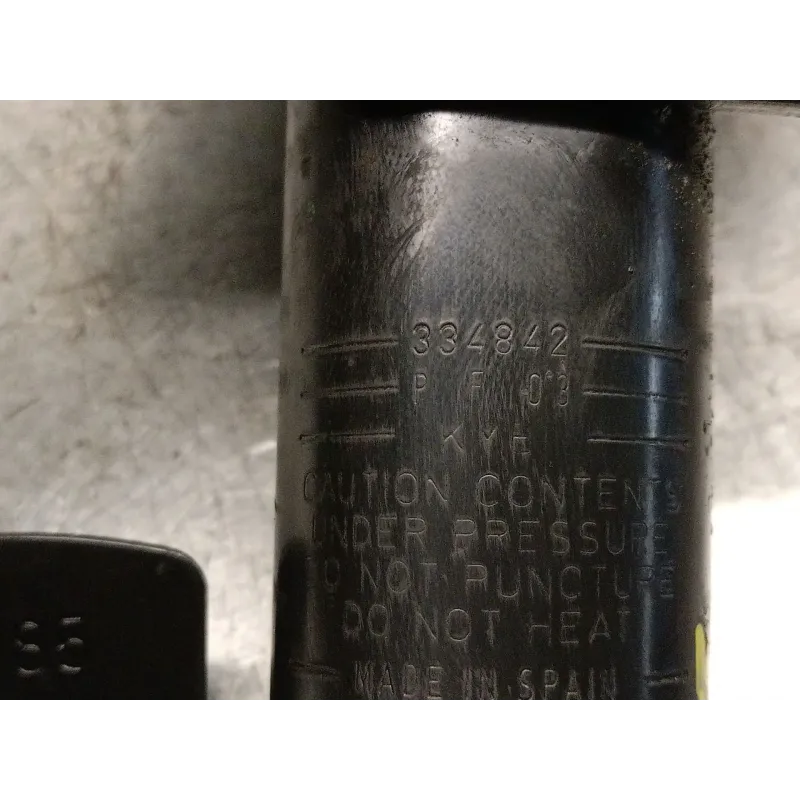 334842
P F 03
KYB
CAUTION CONTENTS
UNDER PRESSURE
DO NOT PUNCTURE
DO NOT HEAT
MADE IN SPAIN